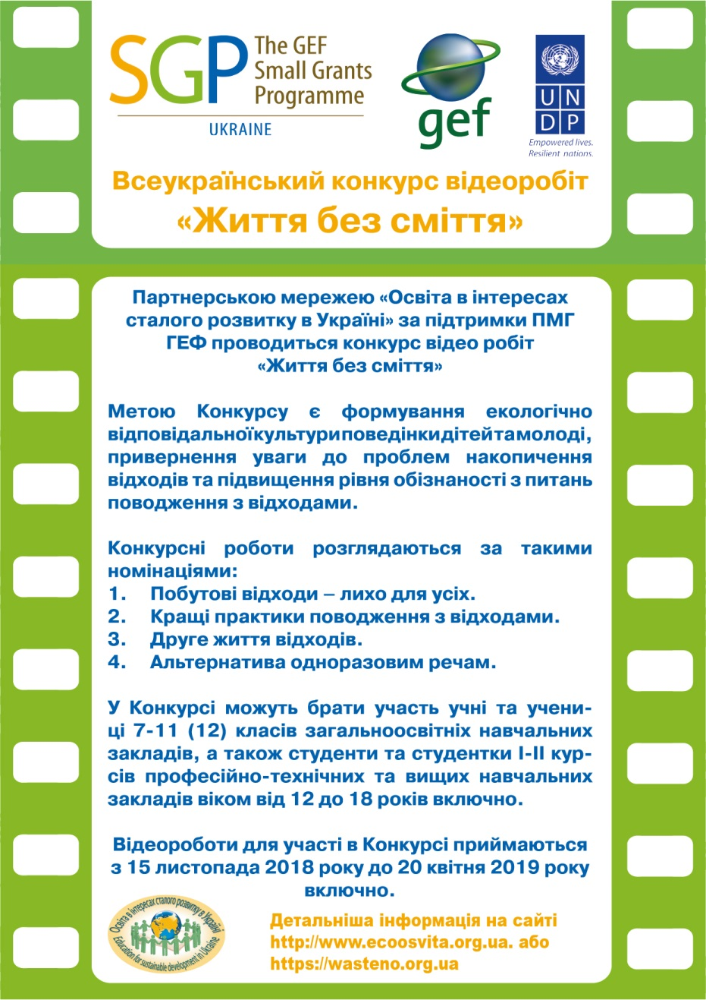 SGP
The GEF
Small Grants
Programme
UKRAINE
gef
UN
DP
Empowered lives.
Resilient nations.
Всеукраїнський конкурс відеоробіт
«Життя без сміття»
Партнерською мережею «Освіта в інтересах
сталого розвитку в Україні» за підтримки ПМГ
ГЕФ проводиться конкурс відео робіт
«Життя без сміття»
Метою Конкурсу є формування екологічно
відповідальної культури поведінки дітей та молоді,
привернення уваги до проблем накопичення
відходів та підвищення рівня обізнаності з питань
поводження з відходами.
Конкурсні роботи розглядаються за такими
номінаціями:
1. Побутові відходи – лихо для усіх.
2. Кращі практики поводження з відходами.
3. Друге життя відходів.
4. Альтернатива одноразовим речам.
У Конкурсі можуть брати участь учні та учени-
ці 7-11 (12) класів загальноосвітніх навчальних
закладів, а також студенти та студентки І-ІІ кур-
сів професійно-технічних та вищих навчальних
закладів віком від 12 до 18 років включно.
Відеороботи для участі в Конкурсі приймаються
з 15 листопада 2018 року до 20 квітня 2019 року
включно.
Освіта в інтересах сталого розвитку в Україні
Education for sustainable development in Ukraine
Детальніша інформація на сайті
http://www.ecoosvita.org.ua. або
https://wasteno.org.ua